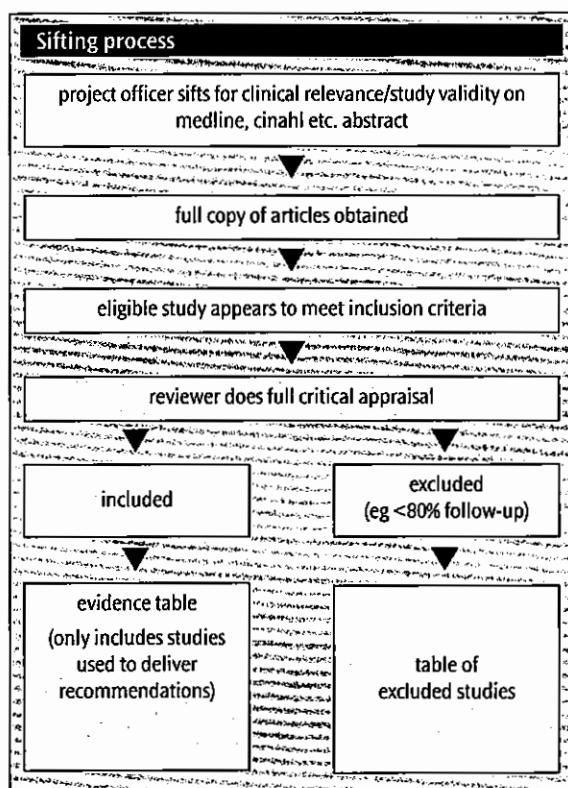 Sifting process
project officer sifts for clinical relevance/study validity on
medline, cinahl etc. abstract
full copy of articles obtained
eligible study appears to meet inclusion criteria
reviewer does full critical appraisal
included
excluded
(eg <80% follow-up)
evidence table
(only includes studies
used to deliver
recommendations)
table of
excluded studies